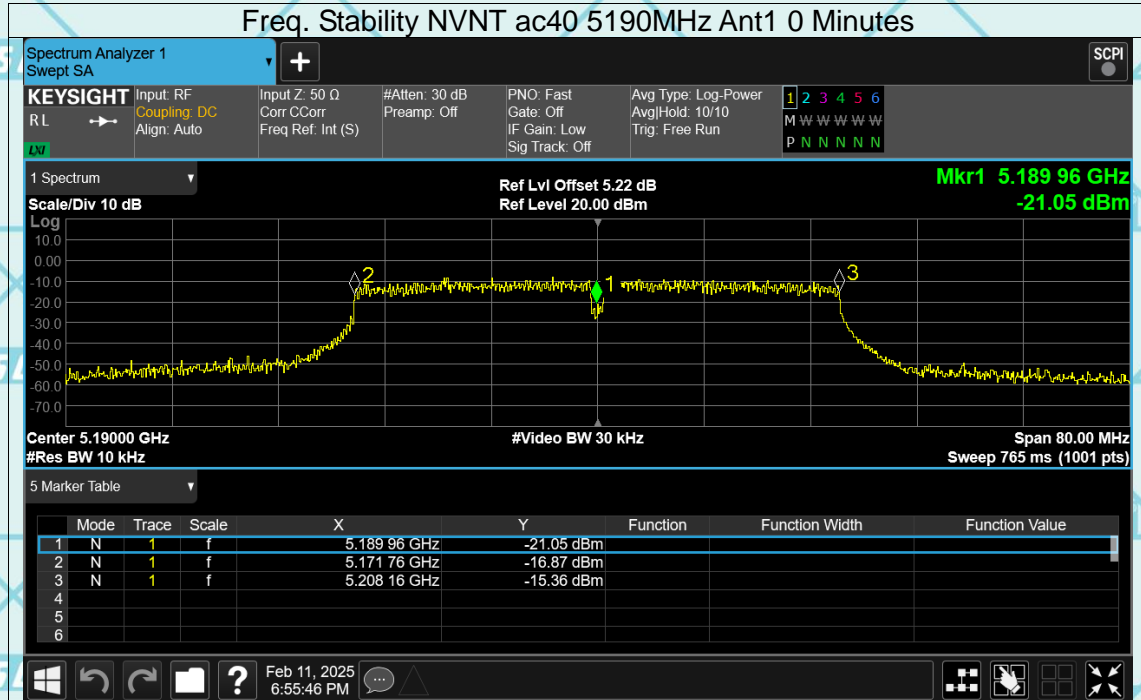 Freq. Stability NVNT ac40 5190MHz Ant1 0 Minutes
Spectrum Analyzer 1
Swept SA
SCPI
KEYSIGHT
R L
LXI
Input: RF
Coupling: DC
Align: Auto
Input Z: 50 Ω
Corr CCorr
Freq Ref: Int (S)
#Atten: 30 dB
Preamp: Off
PNO: Fast
Gate: Off
IF Gain: Low
Sig Track: Off
Avg Type: Log-Power
Avg|Hold: 10/10
Trig: Free Run
1 2 3 4 5 6
M W W W W W
P N N N N N
1 Spectrum
Scale/Div 10 dB
Ref Lvl Offset 5.22 dB
Ref Level 20.00 dBm
Mkr1 5.189 96 GHz
-21.05 dBm
Log
10.0
0.00
-10.0
-20.0
-30.0
-40.0
-50.0
-60.0
-70.0
2
1
3
Center 5.19000 GHz
#Video BW 30 kHz
Span 80.00 MHz
#Res BW 10 kHz
Sweep 765 ms (1001 pts)
5 Marker Table
Mode Trace Scale X Y Function Function Width Function Value
1 N 1 f 5.189 96 GHz -21.05 dBm
2 N 1 f 5.171 76 GHz -16.87 dBm
3 N 1 f 5.208 16 GHz -15.36 dBm
4
5
6
?
Feb 11, 2025
6:55:46 PM